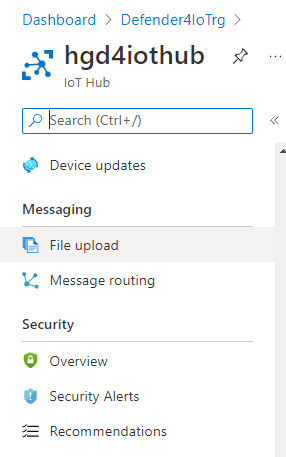 Dashboard > Defender4IoTrg >
hgd4iothub
IoT Hub
Search (Ctrl+/)
Device updates
Messaging
File upload
Message routing
Security
Overview
Security Alerts
Recommendations